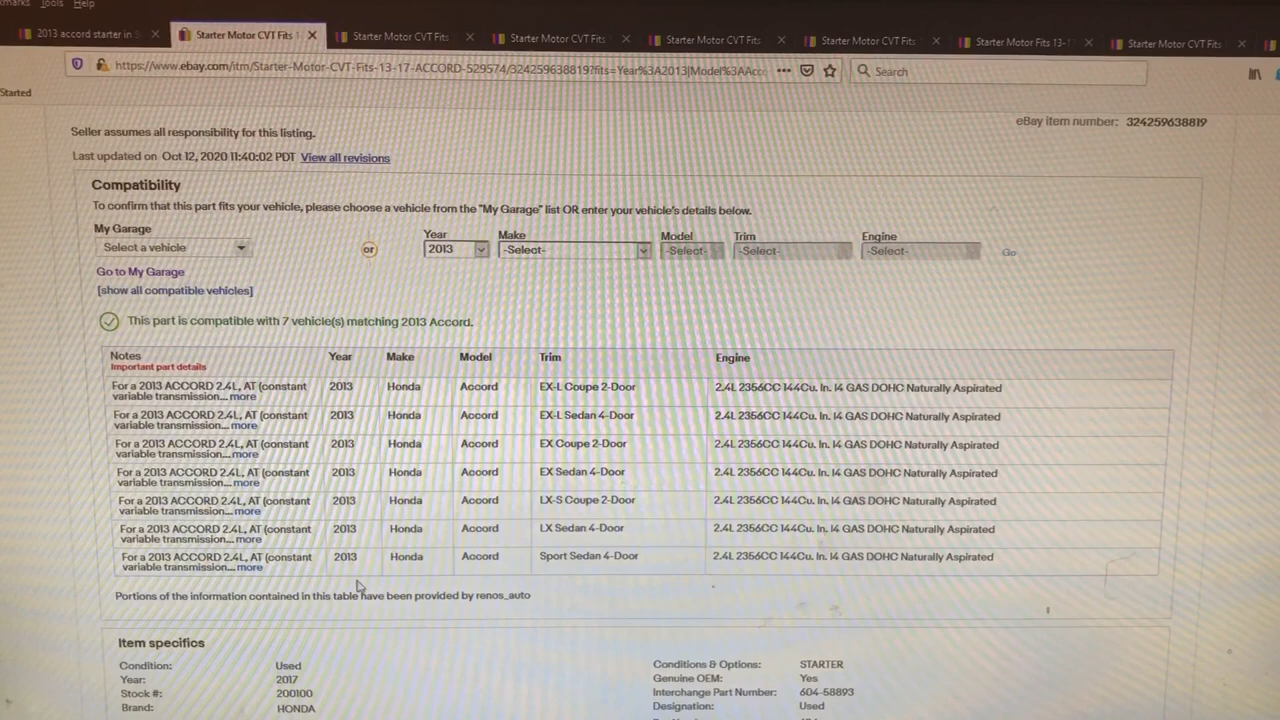 Tools Help
2013 accord starter in
Starter Motor CVT Fits
Starter Motor CVT Fits
Starter Motor CVT Fits
Starter Motor CVT Fits
Starter Motor CVT Fits
Starter Motor Fits 13-1
Starter Motor CVT Fits
https://www.ebay.com/itm/Starter-Motor-CVT-Fits-13-17-ACCORD-529574/324259638819?fits=Year%3A2013|Model%3AAcc
Search
Started
eBay item number: 324259638819
Seller assumes all responsibility for this listing.
Last updated on Oct 12, 2020 11:40:02 PDT View all revisions
Compatibility
To confirm that this part fits your vehicle, please choose a vehicle from the "My Garage" list OR enter your vehicle's details below.
My Garage Year Make Model Trim Engine
Select a vehicle or 2013 -Select- -Select- -Select- -Select- Go
Go to My Garage
[show all compatible vehicles]
This part is compatible with 7 vehicle(s) matching 2013 Accord.
Notes Year Make Model Trim Engine
Important part details
For a 2013 ACCORD 2.4L, AT (constant 2013 Honda Accord EX-L Coupe 2-Door 2.4L 2356CC 144Cu. In. I4 GAS DOHC Naturally Aspirated
variable transmission... more
For a 2013 ACCORD 2.4L, AT (constant 2013 Honda Accord EX-L Sedan 4-Door 2.4L 2356CC 144Cu. In. I4 GAS DOHC Naturally Aspirated
variable transmission... more
For a 2013 ACCORD 2.4L, AT (constant 2013 Honda Accord EX Coupe 2-Door 2.4L 2356CC 144Cu. In. I4 GAS DOHC Naturally Aspirated
variable transmission... more
For a 2013 ACCORD 2.4L, AT (constant 2013 Honda Accord EX Sedan 4-Door 2.4L 2356CC 144Cu. In. I4 GAS DOHC Naturally Aspirated
variable transmission... more
For a 2013 ACCORD 2.4L, AT (constant 2013 Honda Accord LX-S Coupe 2-Door 2.4L 2356CC 144Cu. In. I4 GAS DOHC Naturally Aspirated
variable transmission... more
For a 2013 ACCORD 2.4L, AT (constant 2013 Honda Accord LX Sedan 4-Door 2.4L 2356CC 144Cu. In. I4 GAS DOHC Naturally Aspirated
variable transmission... more
For a 2013 ACCORD 2.4L, AT (constant 2013 Honda Accord Sport Sedan 4-Door 2.4L 2356CC 144Cu. In. I4 GAS DOHC Naturally Aspirated
variable transmission... more
Portions of the information contained in this table have been provided by renos_auto
Item specifics
Condition: Used Conditions & Options: STARTER
Year: 2017 Genuine OEM: Yes
Stock #: 200100 Interchange Part Number: 604-58893
Brand: HONDA Designation: Used